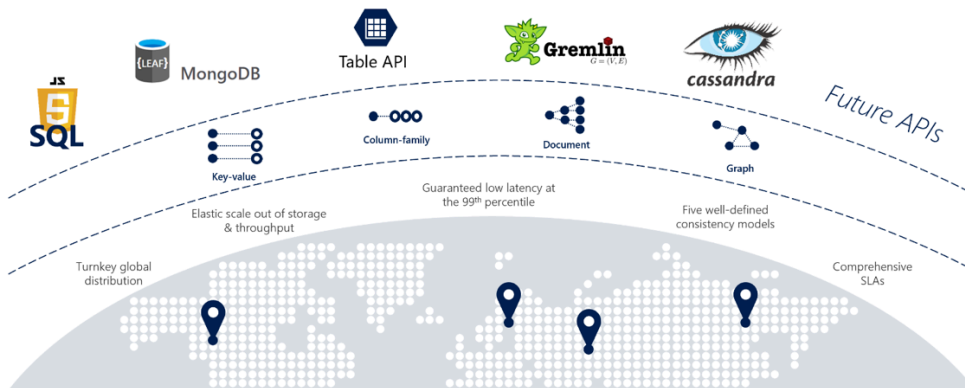 JS
SQL
{LEAF}
MongoDB
Table API
Gremlin
G = (V, E)
cassandra
Future APIs
Key-value
Column-family
Document
Graph
Turnkey global
distribution
Elastic scale out of storage
& throughput
Guaranteed low latency at
the 99th percentile
Five well-defined
consistency models
Comprehensive
SLAs